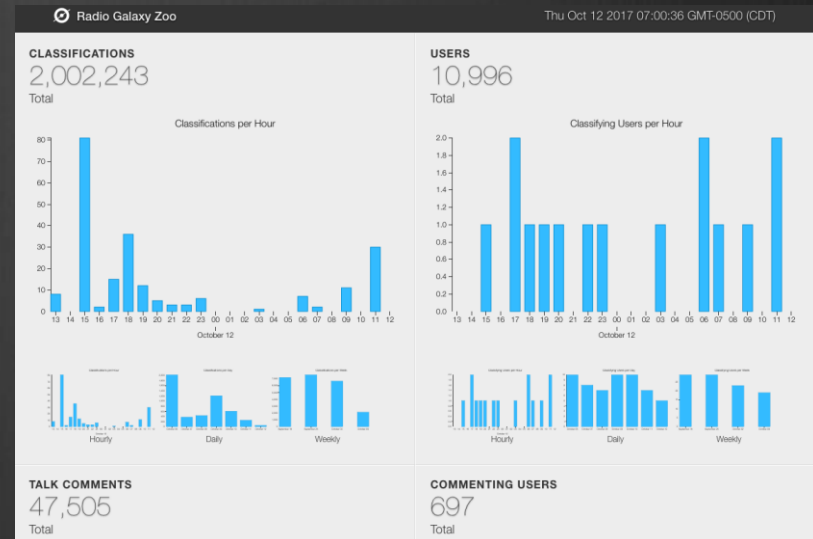 Radio Galaxy Zoo
Thu Oct 12 2017 07:00:36 GMT-0500 (CDT)
CLASSIFICATIONS
2,002,243
Total
Classifications per Hour
80
70
60
50
40
30
20
10
0
13 14 15 16 17 18 19 20 21 22 23 00 01 02 03 04 05 06 07 08 09 10 11 12
October 12
Hourly
Daily
Weekly
USERS
10,996
Total
Classifying Users per Hour
2.0
1.8
1.6
1.4
1.2
1.0
0.8
0.6
0.4
0.2
0.0
13 14 15 16 17 18 19 20 21 22 23 00 01 02 03 04 05 06 07 08 09 10 11 12
October 12
Hourly
Daily
Weekly
TALK COMMENTS
47,505
Total
COMMENTING USERS
697
Total